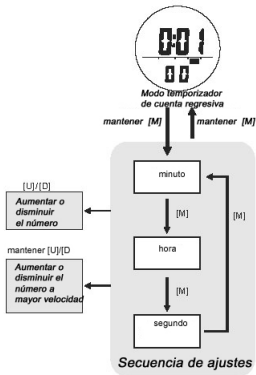 0:01
00
Modo temporizador
de cuenta regresiva
mantener [M]
mantener [M]
minuto
[U]/[D]
Aumentar o
disminuir
el número
[M]
[M]
hora
mantener [U]/[D
Aumentar o
disminuir el
número a
mayor velocidad
[M]
segundo
Secuencia de ajustes